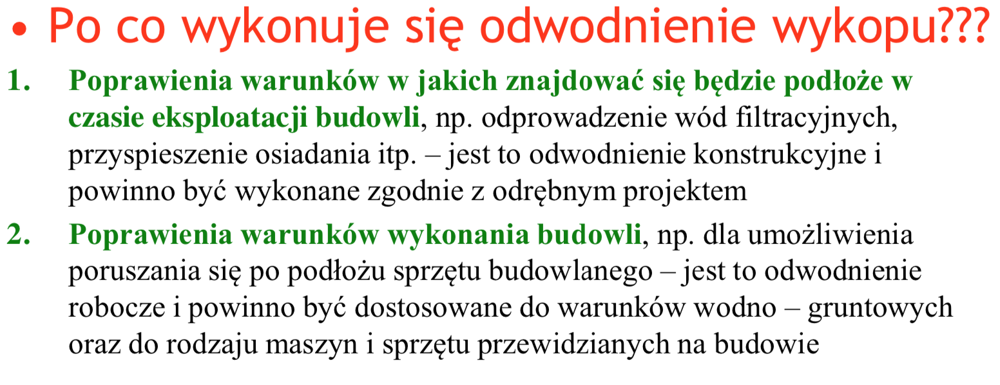 • Po co wykonuje się odwodnienie wykopu???
1. Poprawienia warunków w jakich znajdować się będzie podłoże w
czasie eksploatacji budowli, np. odprowadzenie wód filtracyjnych,
przyspieszenie osiadania itp. – jest to odwodnienie konstrukcyjne i
powinno być wykonane zgodnie z odrębnym projektem
2. Poprawienia warunków wykonania budowli, np. dla umożliwienia
poruszania się po podłożu sprzętu budowlanego – jest to odwodnienie
robocze i powinno być dostosowane do warunków wodno – gruntowych
oraz do rodzaju maszyn i sprzętu przewidzianych na budowie